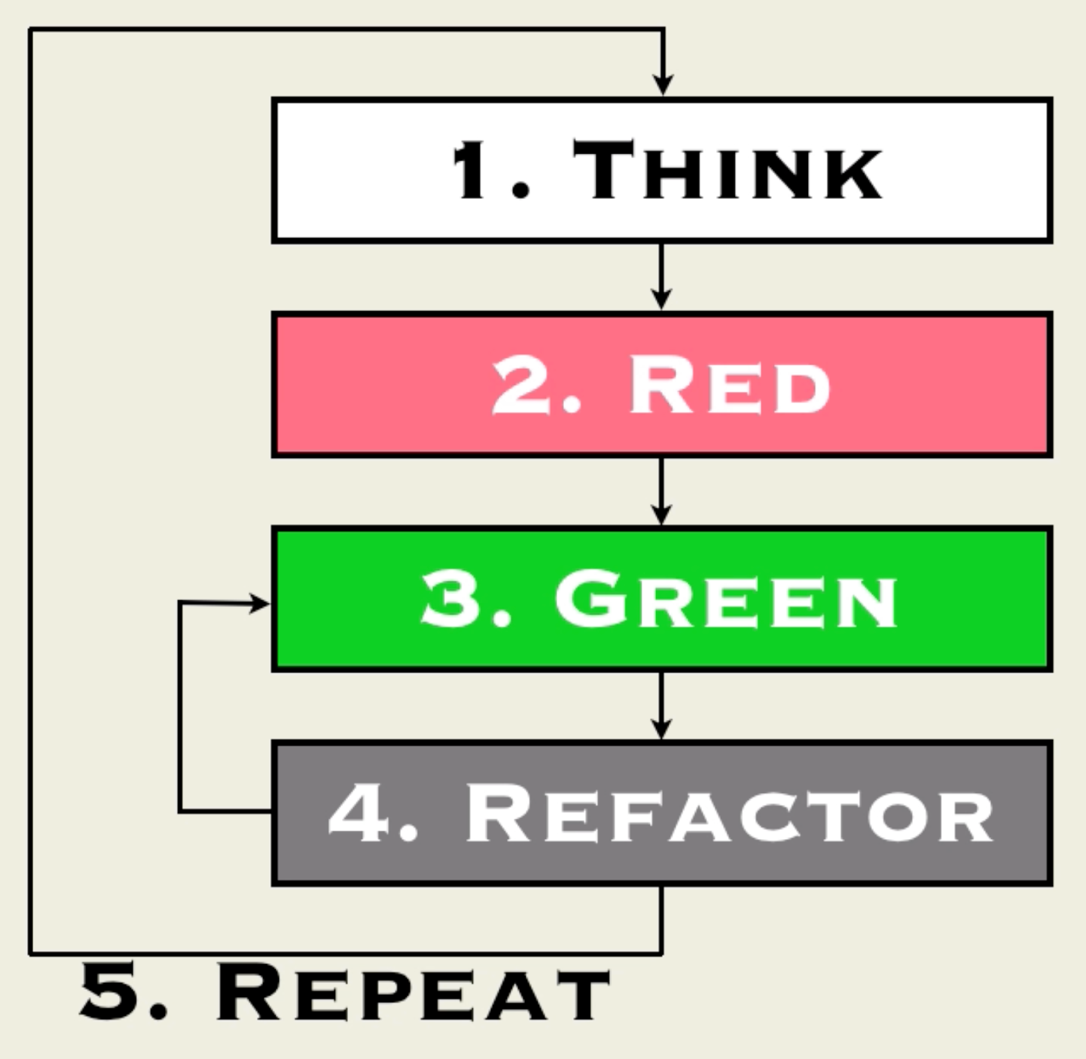 1. Think
2. Red
3. Green
4. Refactor
5. Repeat